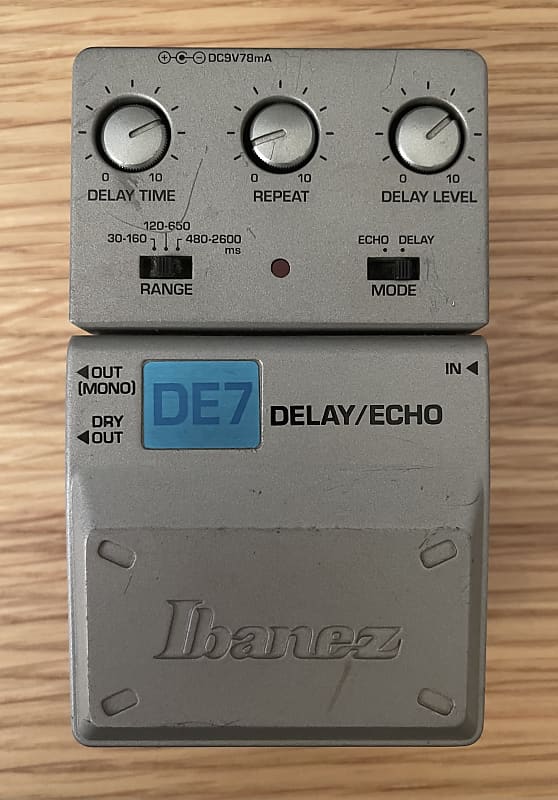 DC9V78mA
0 10
DELAY TIME
0 10
REPEAT
0 10
DELAY LEVEL
120-650
30-160
480-2600
ms
RANGE
ECHO DELAY
MODE
OUT
(MONO)
IN
DRY
OUT
DE7
DELAY/ECHO
Ibanez